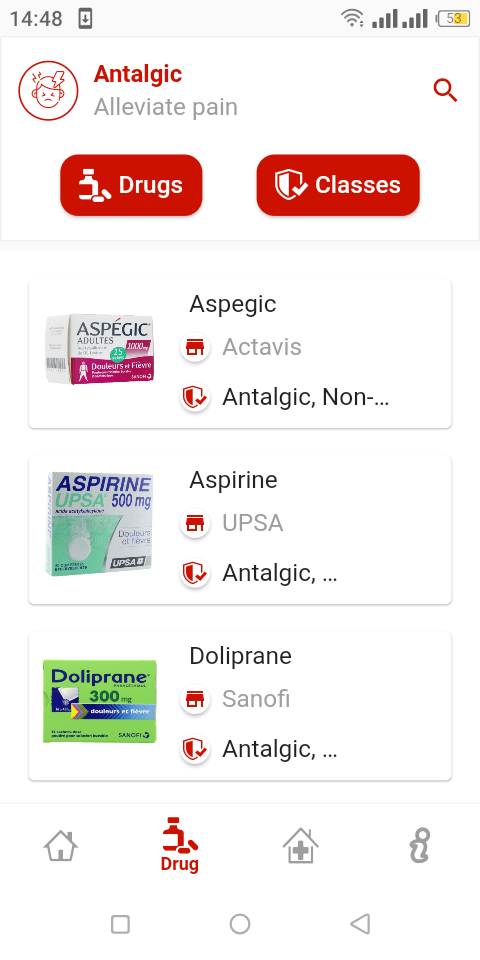 14:48
53
Antalgic
Alleviate pain
Drugs
Classes
Aspegic
ASPÉGIC
ADULTES
1000mg
Douleurs et Fièvre
SANOFI
Actavis
Antalgic, Non-...
Aspirine
ASPIRINE
UPSA 500 mg
Douleurs
et fièvre
UPSA
UPSA
Antalgic, ...
Doliprane
Doliprane
PARACÉTAMOL
300 mg
douleurs et fièvre
SANOFI
Sanofi
Antalgic, ...
Drug